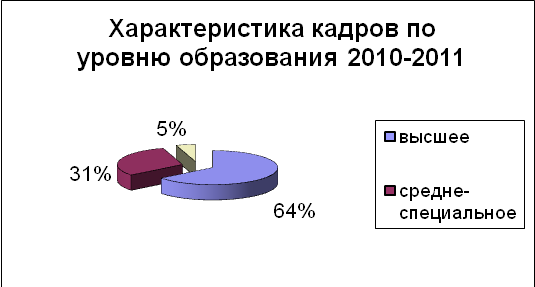 Характеристика кадров по
уровню образования 2010-2011
5%
31%
64%
высшее
средне-
специальное